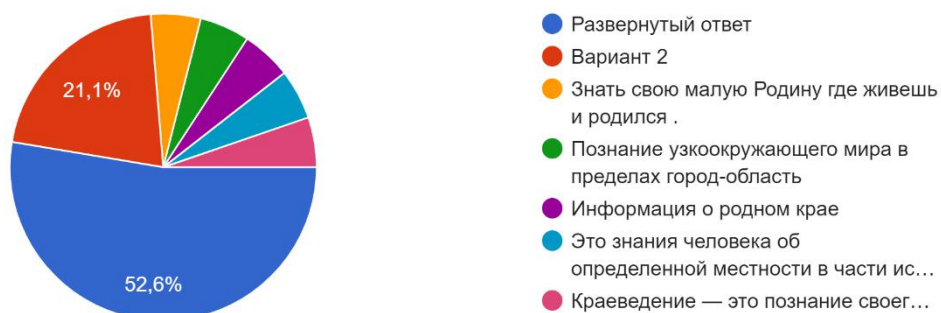 21,1%
52,6%
Развернутый ответ
Вариант 2
Знать свою малую Родину где живешь
и родился .
Познание узкоокружающего мира в
пределах город-область
Информация о родном крае
Это знания человека об
определенной местности в части ис...
Краеведение — это познание своег...